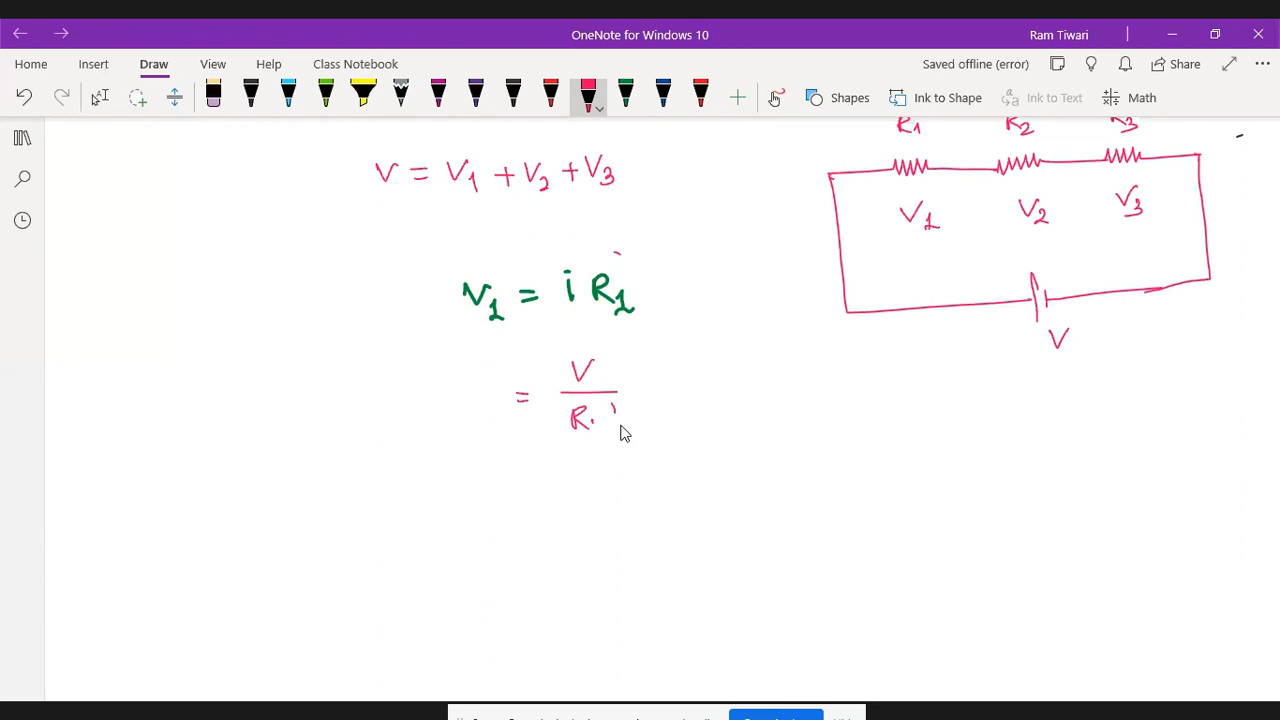 OneNote for Windows 10
Ram Tiwari
Home Insert Draw View Help Class Notebook
Saved offline (error)
Share
Shapes
Ink to Shape
Ink to Text
Math
R1 R2 R3
V = V1 + V2 + V3
V1 V2 V3
V1 = i R1
V
= V
R